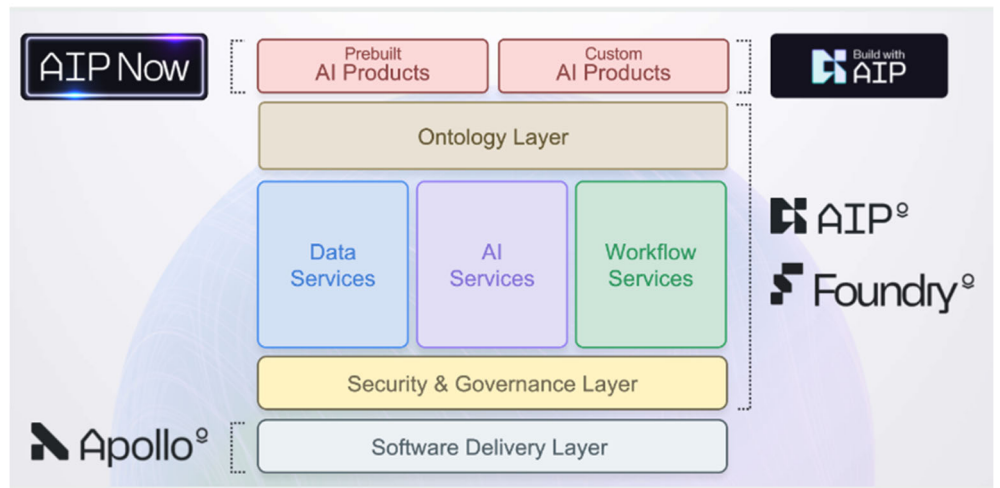 AIP Now
Prebuilt
AI Products
Custom
AI Products
Build with
AIP
Ontology Layer
Data
Services
AI
Services
Workflow
Services
AIP
Foundry
Security & Governance Layer
Apollo
Software Delivery Layer